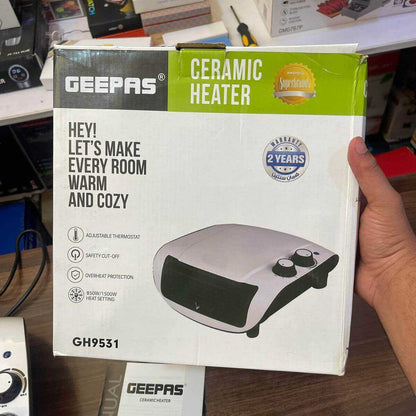 GEEPAS®
CERAMIC
HEATER
Superbrands
HEY!
LET'S MAKE
EVERY ROOM
WARM
AND COZY
WARRANTY
2 YEARS
ADJUSTABLE THERMOSTAT
SAFETY CUT-OFF
OVERHEAT PROTECTION
850W/1500W
HEAT SETTING
GH9531
GEEPAS®
CERAMIC HEATER